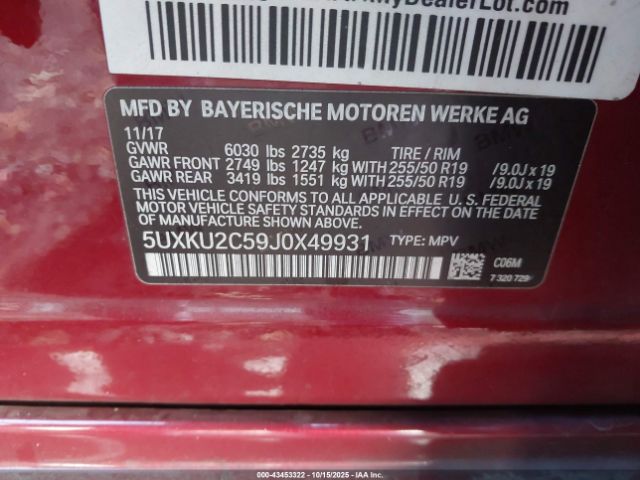 MyDealerLot.com
MFD BY BAYERISCHE MOTOREN WERKE AG
11/17
GVWR 6030 lbs 2735 kg TIRE / RIM
GAWR FRONT 2749 lbs 1247 kg WITH 255/50 R19 /9.0J x 19
GAWR REAR 3419 lbs 1551 kg WITH 255/50 R19 /9.0J x 19
THIS VEHICLE CONFORMS TO ALL APPLICABLE U. S. FEDERAL
MOTOR VEHICLE SAFETY STANDARDS IN EFFECT ON THE DATE
OF MANUFACTURE SHOWN ABOVE.
5UXKU2C59J0X49931 TYPE: MPV
C06M
7 320 729
000-43453322 - 10/15/2025 - IAA Inc.